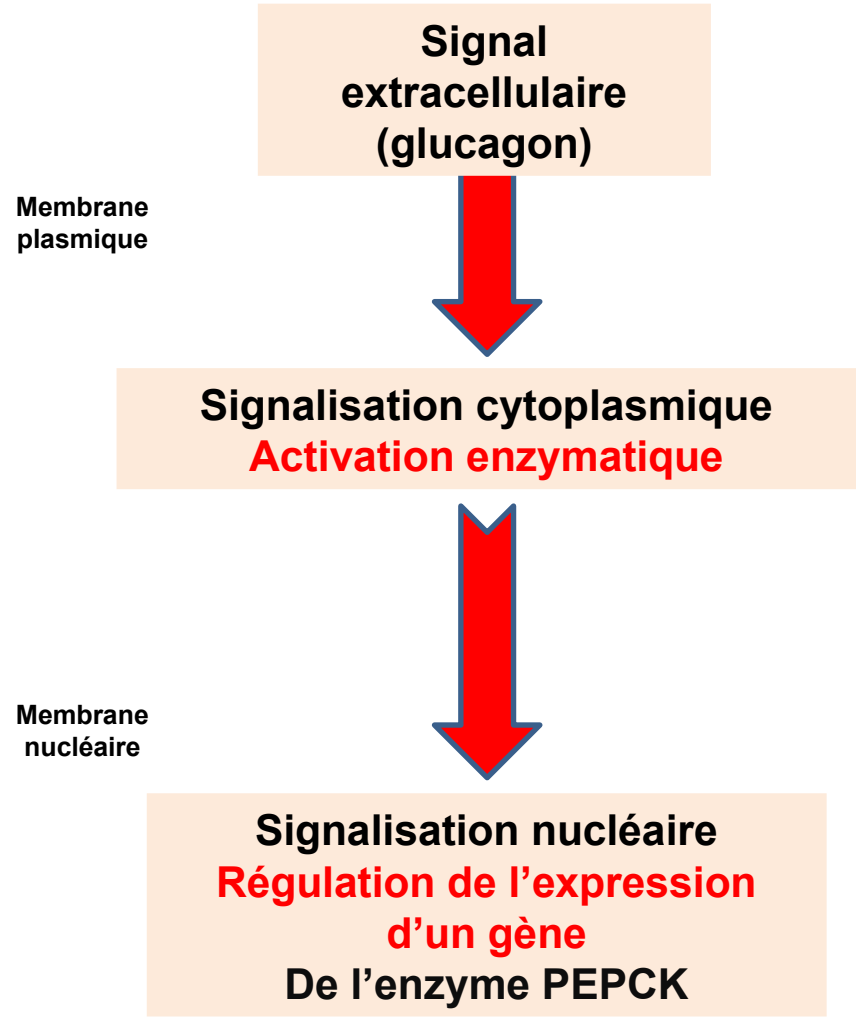 Signal
extracellulaire
(glucagon)
Membrane
plasmique
Signalisation cytoplasmique
Activation enzymatique
Membrane
nucléaire
Signalisation nucléaire
Régulation de l’expression
d’un gène
De l’enzyme PEPCK